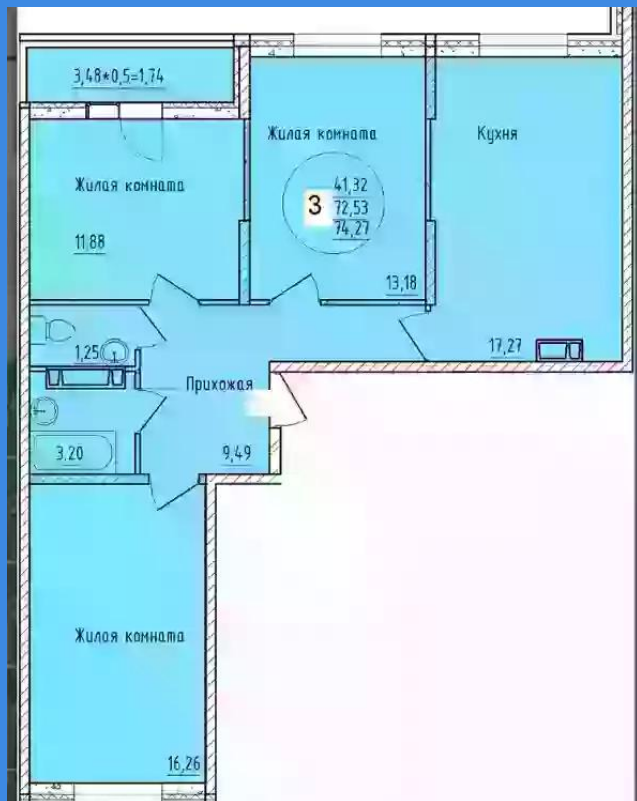 3,48*0,5=1,74
Жилая комната
Кухня
Жилая комната
11,88
3
41,32
72,53
74,27
13,18
1,25
17,27
Прихожая
3,20
9,49
Жилая комната
16,26